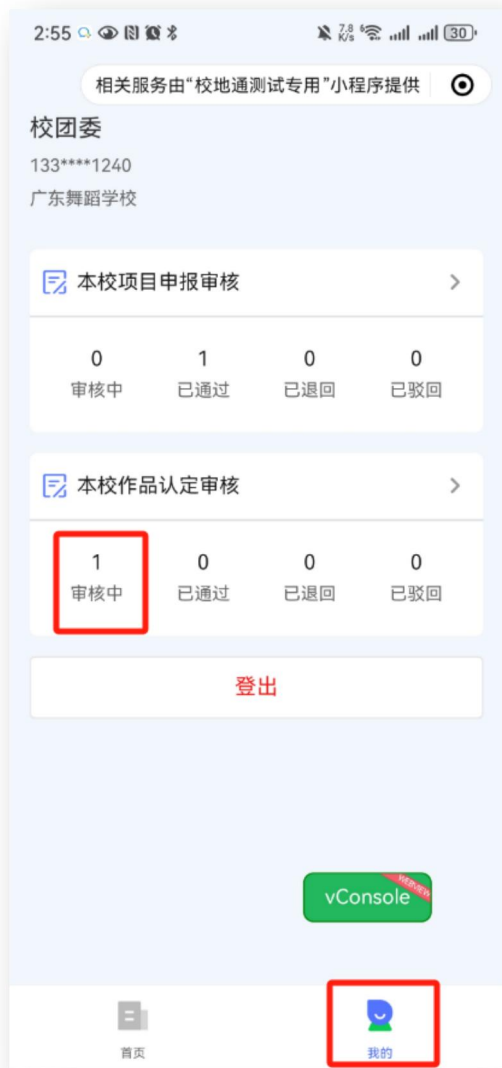 2:55 7.8 K/s 6 30
相关服务由“校地通测试专用”小程序提供
校团委
133****1240
广东舞蹈学校
本校项目申报审核
0 1 0 0
审核中 已通过 已退回 已驳回
本校作品认定审核
1 0 0 0
审核中 已通过 已退回 已驳回
登出
vConsole WEBVIEW
首页 我的